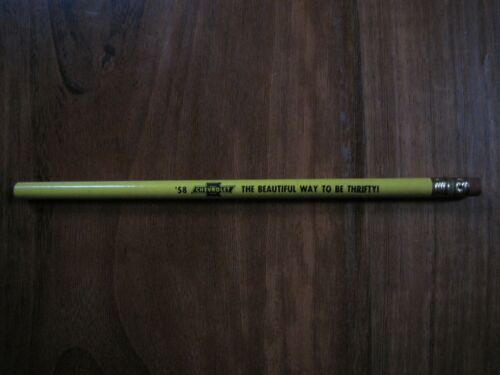 '58 CHEVROLET THE BEAUTIFUL WAY TO BE THRIFTY!